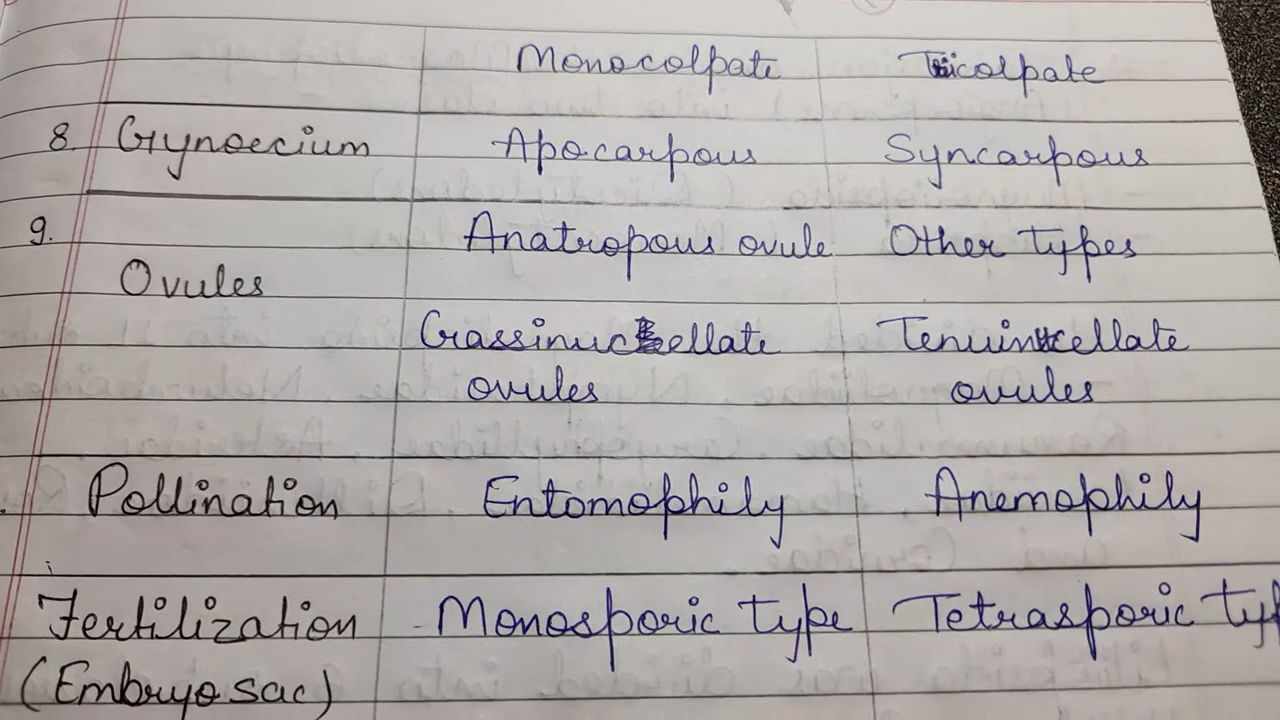 Monocolpate Tricolpate
8. Gynoecium Apocarpous Syncarpous
9. Anatropous ovule Other types
Ovules
Crassinucellate Tenuinucellate
ovules ovules
Pollination Entomophily Anemophily
Fertilization Monosporic type Tetrasporic
(Embryo sac)